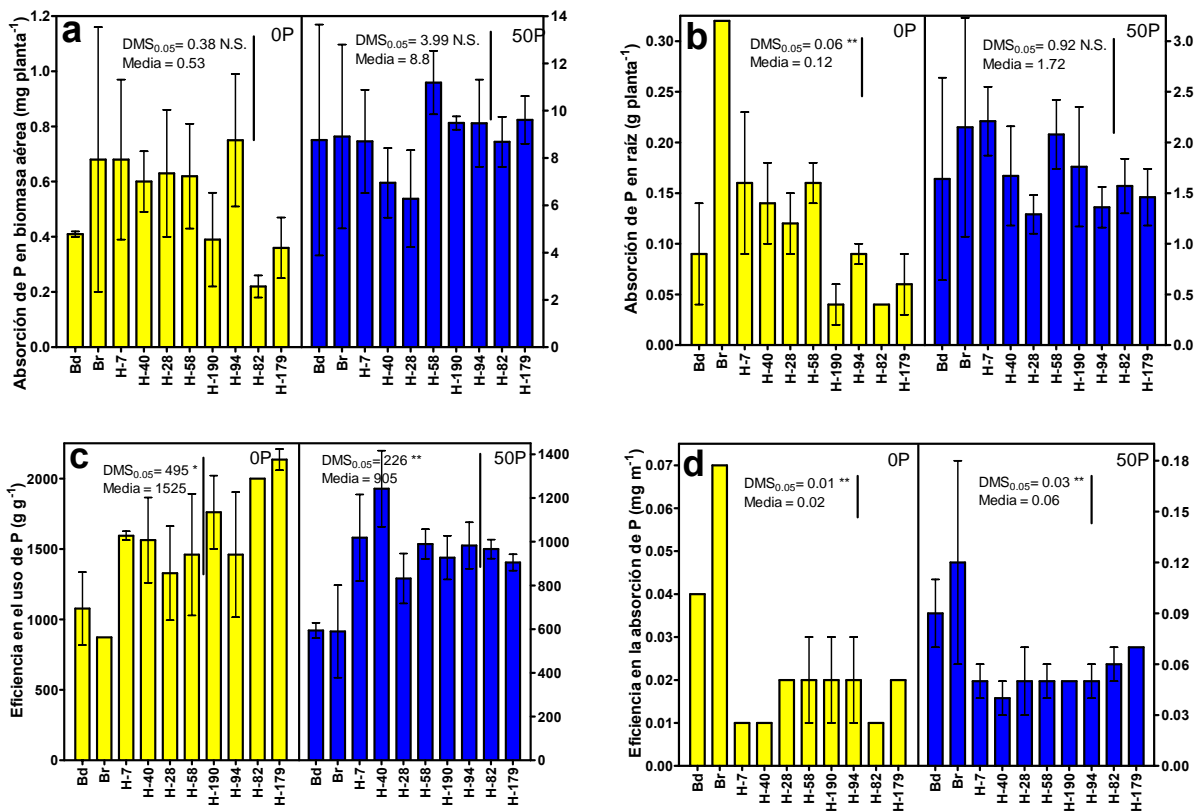 a
0P
50P
DMS0.05= 0.38 N.S.
Media = 0.53
DMS0.05= 3.99 N.S.
Media = 8.8
Absorción de P en biomasa aérea (mg planta-1)
1.2
1.0
0.8
0.6
0.4
0.2
0.0
14
12
10
8
6
4
2
0
Bd Br H-7 H-40 H-28 H-58 H-190 H-94 H-82 H-179
Bd Br H-7 H-40 H-28 H-58 H-190 H-94 H-82 H-179
b
0P
50P
DMS0.05= 0.06 **
Media = 0.12
DMS0.05= 0.92 N.S.
Media = 1.72
Absorción de P en raíz (g planta-1)
0.30
0.25
0.20
0.15
0.10
0.05
0.00
3.0
2.5
2.0
1.5
1.0
0.5
0.0
Bd Br H-7 H-40 H-28 H-58 H-190 H-94 H-82 H-179
Bd Br H-7 H-40 H-28 H-58 H-190 H-94 H-82 H-179
c
0P
50P
DMS0.05= 495 *
Media = 1525
DMS0.05= 226 **
Media = 905
Eficiencia en el uso de P (g g-1)
2000
1500
1000
500
0
1400
1200
1000
800
600
400
200
0
Bd Br H-7 H-40 H-28 H-58 H-190 H-94 H-82 H-179
Bd Br H-7 H-40 H-28 H-58 H-190 H-94 H-82 H-179
d
0P
50P
DMS0.05= 0.01 **
Media = 0.02
DMS0.05= 0.03 **
Media = 0.06
Eficiencia en la absorción de P (mg m-1)
0.07
0.06
0.05
0.04
0.03
0.02
0.01
0.00
0.18
0.15
0.12
0.09
0.06
0.03
0.00
Bd Br H-7 H-40 H-28 H-58 H-190 H-94 H-82 H-179
Bd Br H-7 H-40 H-28 H-58 H-190 H-94 H-82 H-179